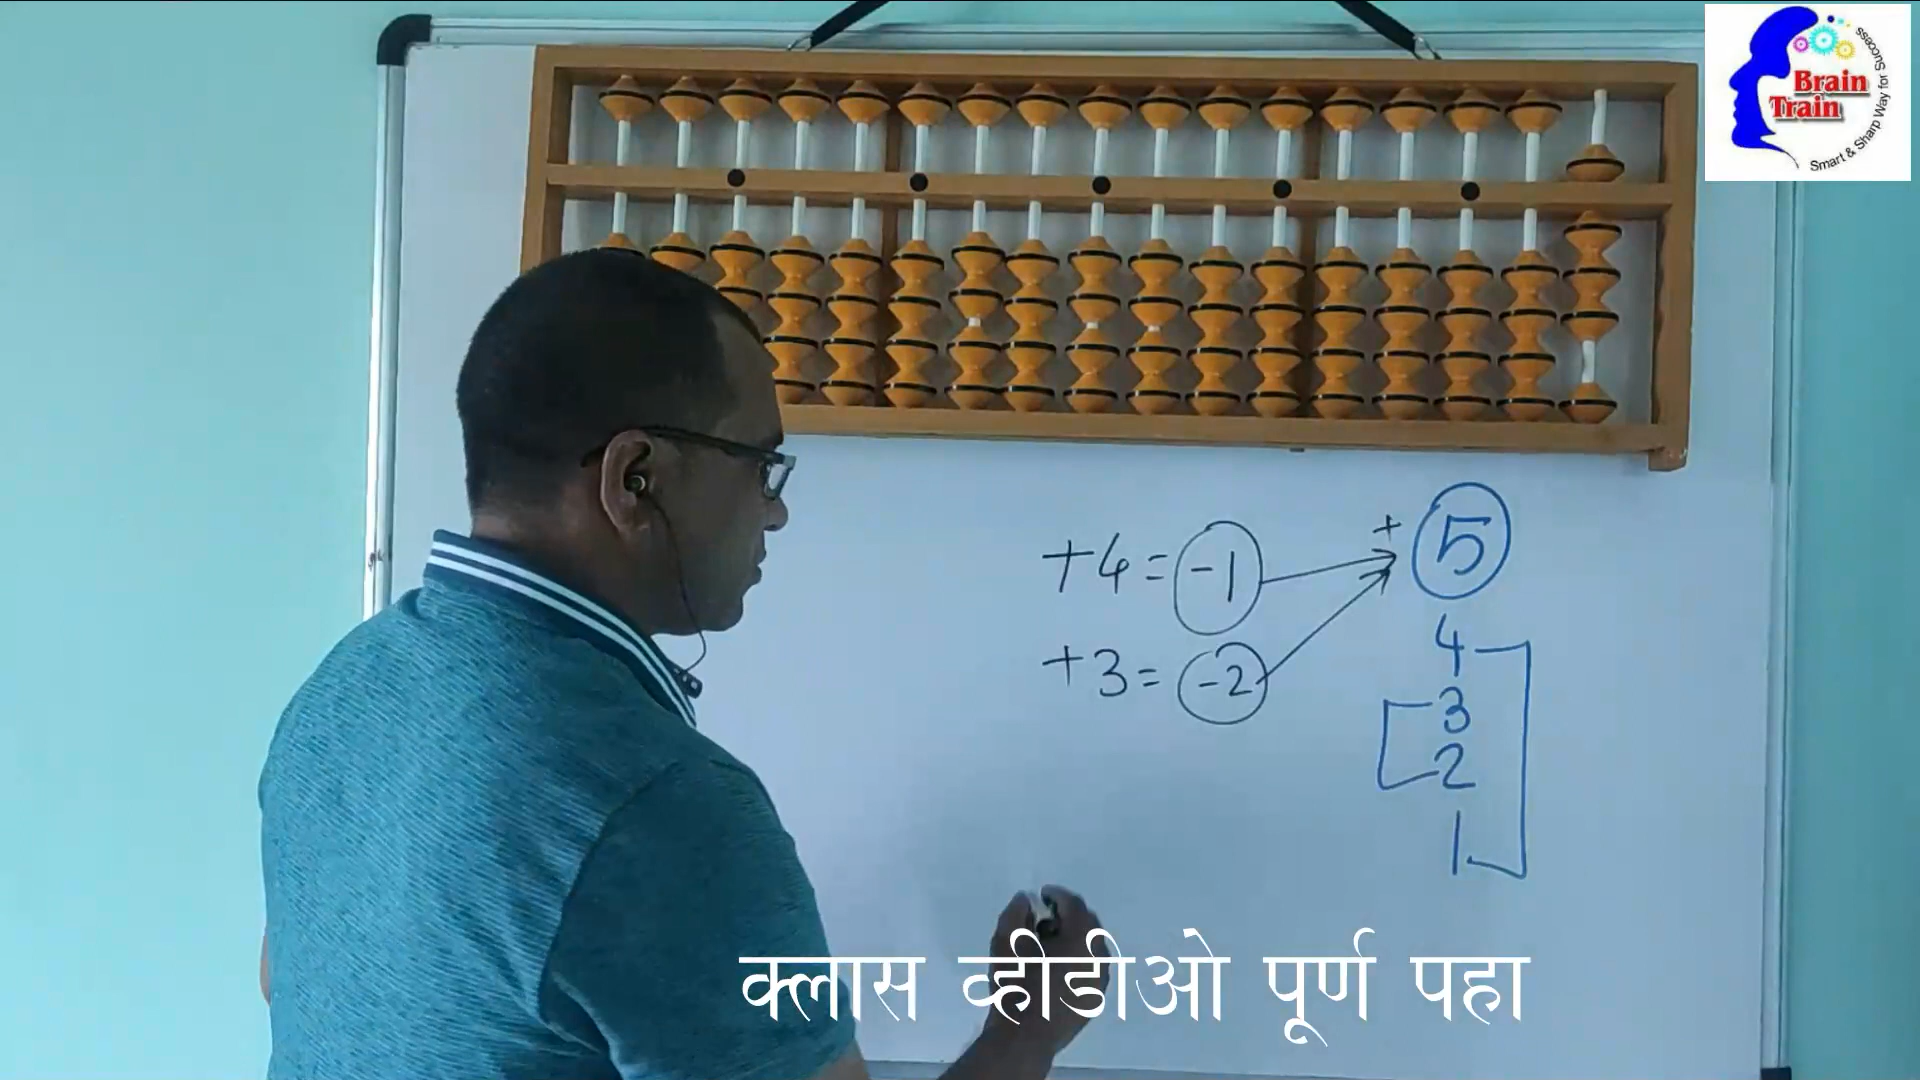 Brain
Train
Smart & Sharp Way for Success
+4 = -1
+3 = -2
+ 5
4
3
2
1
क्लास व्हीडीओ पूर्ण पहा